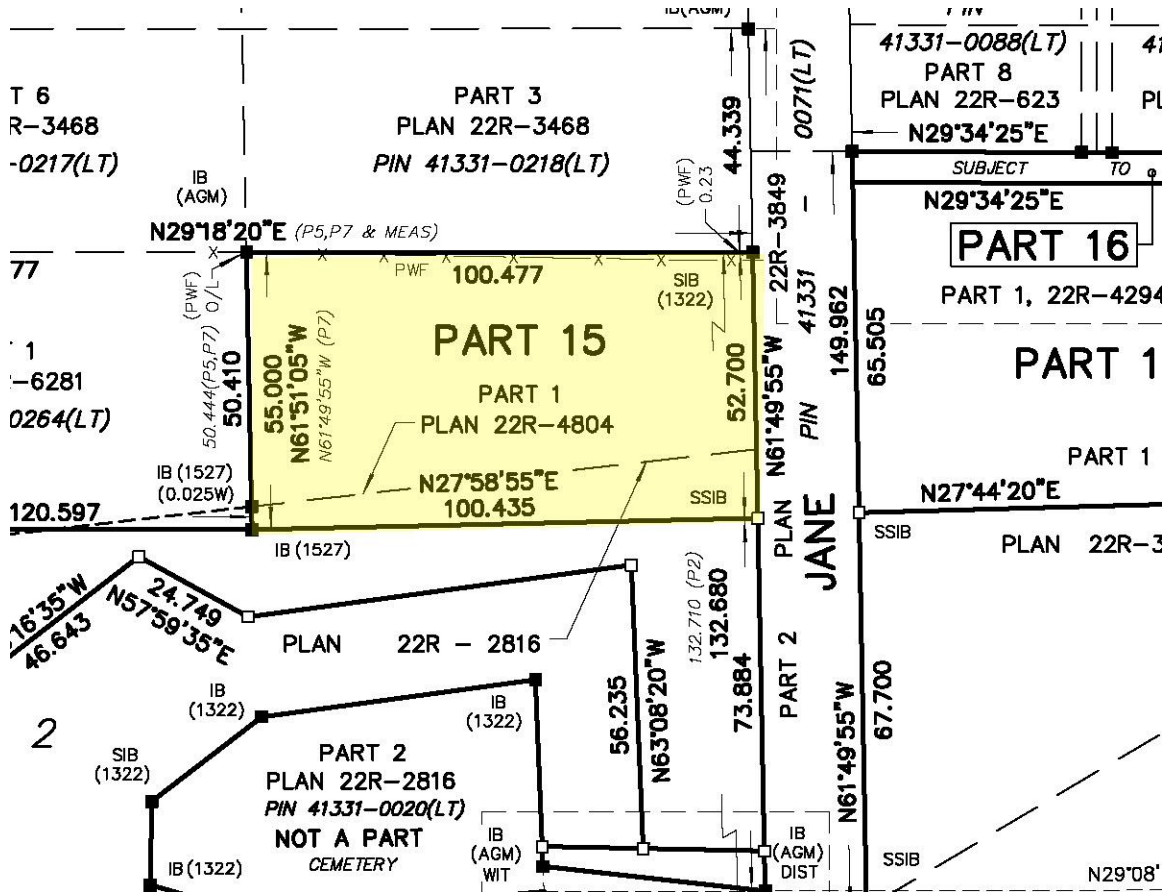 IB(AGM)
PIN
41331-0088(LT)
PART 8
PLAN 22R-623
N29°34'25"E
T 6
R-3468
-0217(LT)
PART 3
PLAN 22R-3468
PIN 41331-0218(LT)
44.339
0071(LT)
SUBJECT TO
N29°34'25"E
PART 16
PART 1, 22R-4294
IB
(AGM)
N29°18'20"E (P5,P7 & MEAS)
(PWF)
0.23
22R-3849
41331 -
77
(PWF)
O/L
PWF
100.477
SIB
(1322)
149.962
65.505
PART 15
PART 1
PLAN 22R-4804
1
-6281
0264(LT)
50.444(P5,P7)
50.410
55.000
N61°51'05"W
N61°49'55"W (P7)
52.700
N61°49'55"W
PIN
PART 1
PART 1
N27°44'20"E
IB (1527)
(0.025W)
N27°58'55"E
100.435
SSIB
120.597
IB (1527)
SSIB
PLAN 22R-3
PLAN
JANE
16'35"W
46.643
24.749
N57°59'35"E
PLAN 22R - 2816
132.710 (P2)
132.680
73.884
PART 2
56.235
N63°08'20"W
N61°49'55"W
67.700
IB
(1322)
IB
(1322)
2
SIB
(1322)
PART 2
PLAN 22R-2816
PIN 41331-0020(LT)
NOT A PART
CEMETERY
IB (1322)
IB
(AGM)
WIT
IB
(AGM)
DIST
SSIB
N29°08'